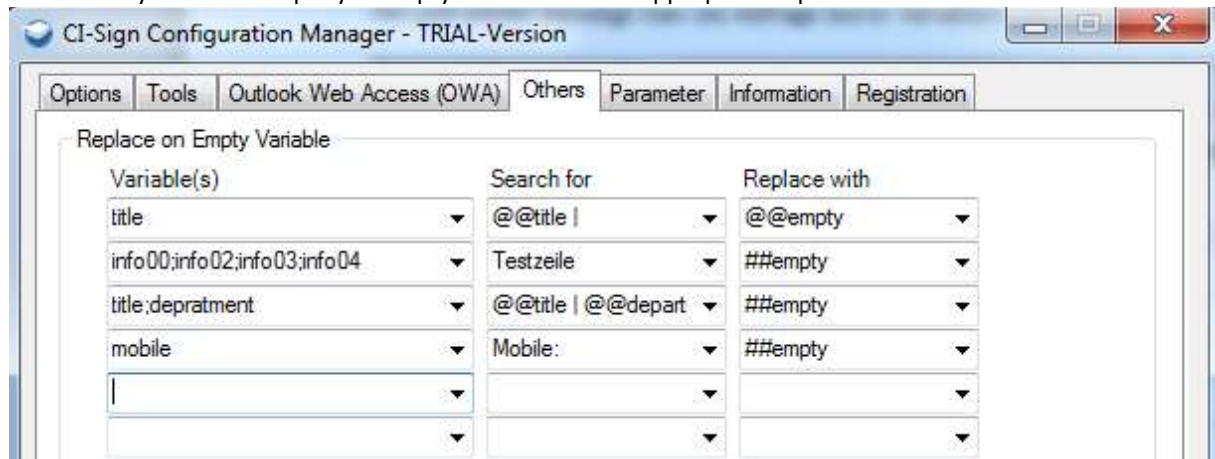 CI-Sign Configuration Manager - TRIAL-Version
Options Tools Outlook Web Access (OWA) Others Parameter Information Registration
Replace on Empty Variable
Variable(s) Search for Replace with
title @@title | @@empty
info00;info02;info03;info04 Testzeile ##empty
title;depratment @@title | @@depart ##empty
mobile Mobile: ##empty